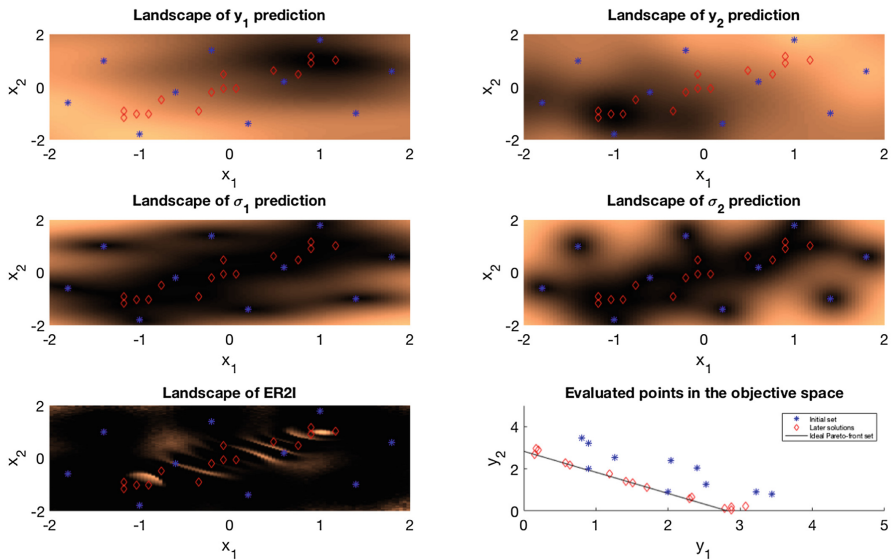 Landscape of y1 prediction
Landscape of y2 prediction
2
0
-2
x2
-2 -1 0 1 2
x1
2
0
-2
x2
-2 -1 0 1 2
x1
Landscape of σ1 prediction
Landscape of σ2 prediction
2
0
-2
x2
-2 -1 0 1 2
x1
2
0
-2
x2
-2 -1 0 1 2
x1
Landscape of ER2I
Evaluated points in the objective space
2
0
-2
x2
-2 -1 0 1 2
x1
4
2
0
y2
0 1 2 3 4 5
y1
Initial set
Later solutions
Ideal Pareto-front set